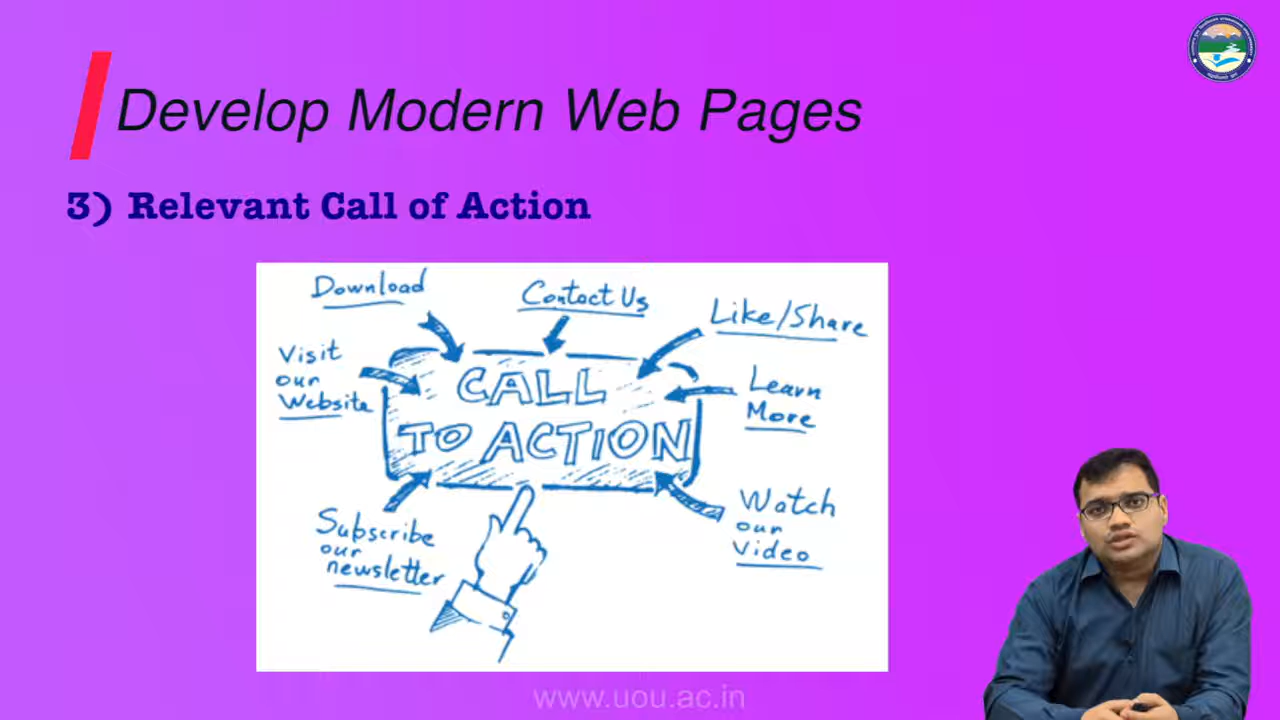 Develop Modern Web Pages
3) Relevant Call of Action
Download
Contact Us
Like/Share
Visit
our
Website
CALL
TO ACTION
Learn
More
Subscribe
our
newsletter
Watch
our
Video
www.uou.ac.in